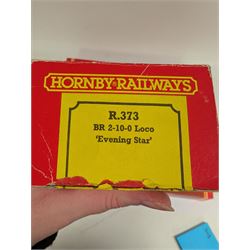 HORNBY RAILWAYS
R.373
BR 2-10-0 Loco
'Evening Star'